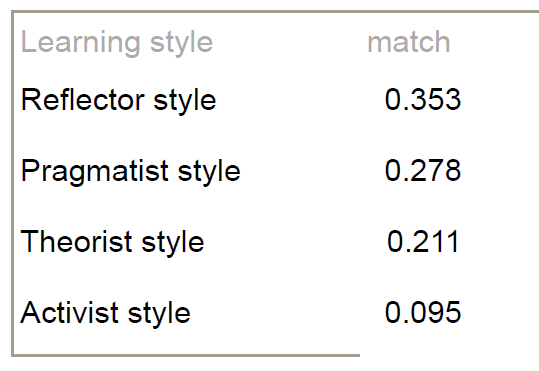 Learning style match
Reflector style 0.353
Pragmatist style 0.278
Theorist style 0.211
Activist style 0.095